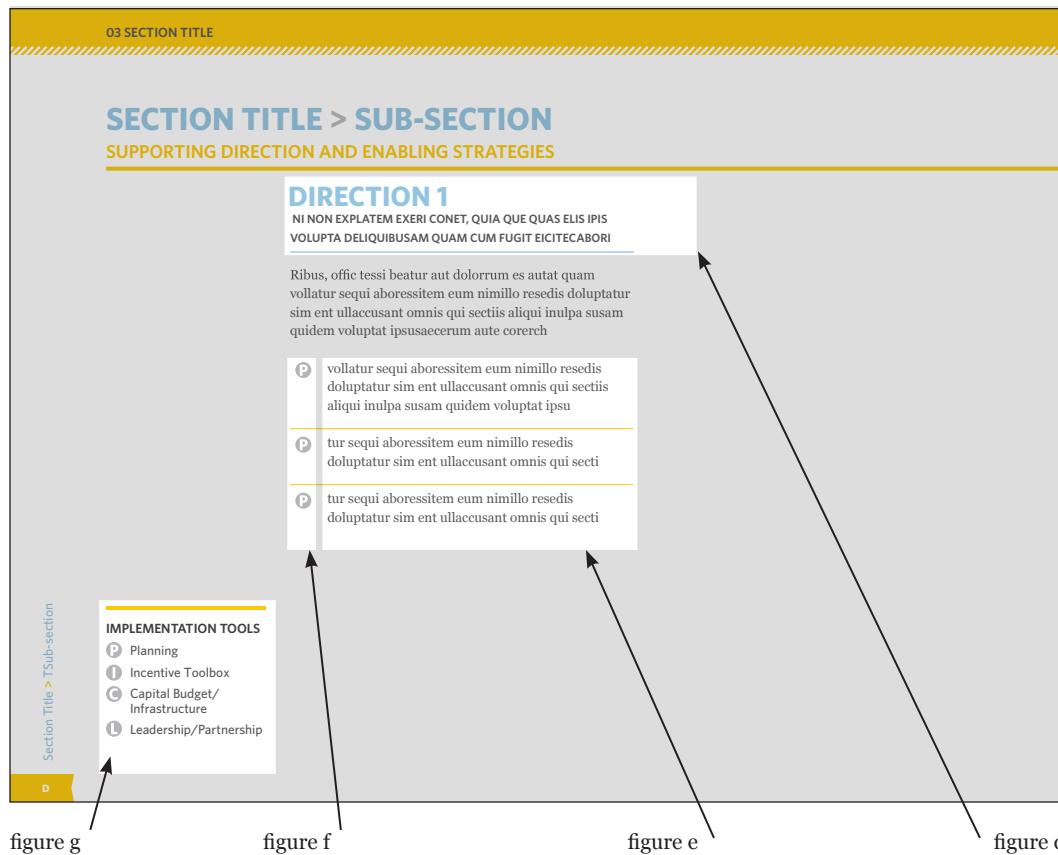 03 SECTION TITLE
SECTION TITLE > SUB-SECTION
SUPPORTING DIRECTION AND ENABLING STRATEGIES
DIRECTION 1
NI NON EXPLATEM EXERI CONET, QUIA QUE QUAS ELIS IPIS
VOLUPTA DELIQUIBUSAM QUAM CUM FUGIT EICITECABORI
Ribus, offic tessi beatur aut dolorrum es autat quam
vollatur sequi aboressitem eum nimillo resedis doluptatur
sim ent ullaccusant omnis qui sectiis aliqui inulpa susam
quidem voluptat ipsusaecerum aute corerch
P vollatur sequi aboressitem eum nimillo resedis
doluptatur sim ent ullaccusant omnis qui sectiis
aliqui inulpa susam quidem voluptat ipsu
P tur sequi aboressitem eum nimillo resedis
doluptatur sim ent ullaccusant omnis qui secti
P tur sequi aboressitem eum nimillo resedis
doluptatur sim ent ullaccusant omnis qui secti
IMPLEMENTATION TOOLS
P Planning
I Incentive Toolbox
C Capital Budget/
Infrastructure
L Leadership/Partnership
Section Title > TSub-section
D
figure g
figure f
figure e
figure